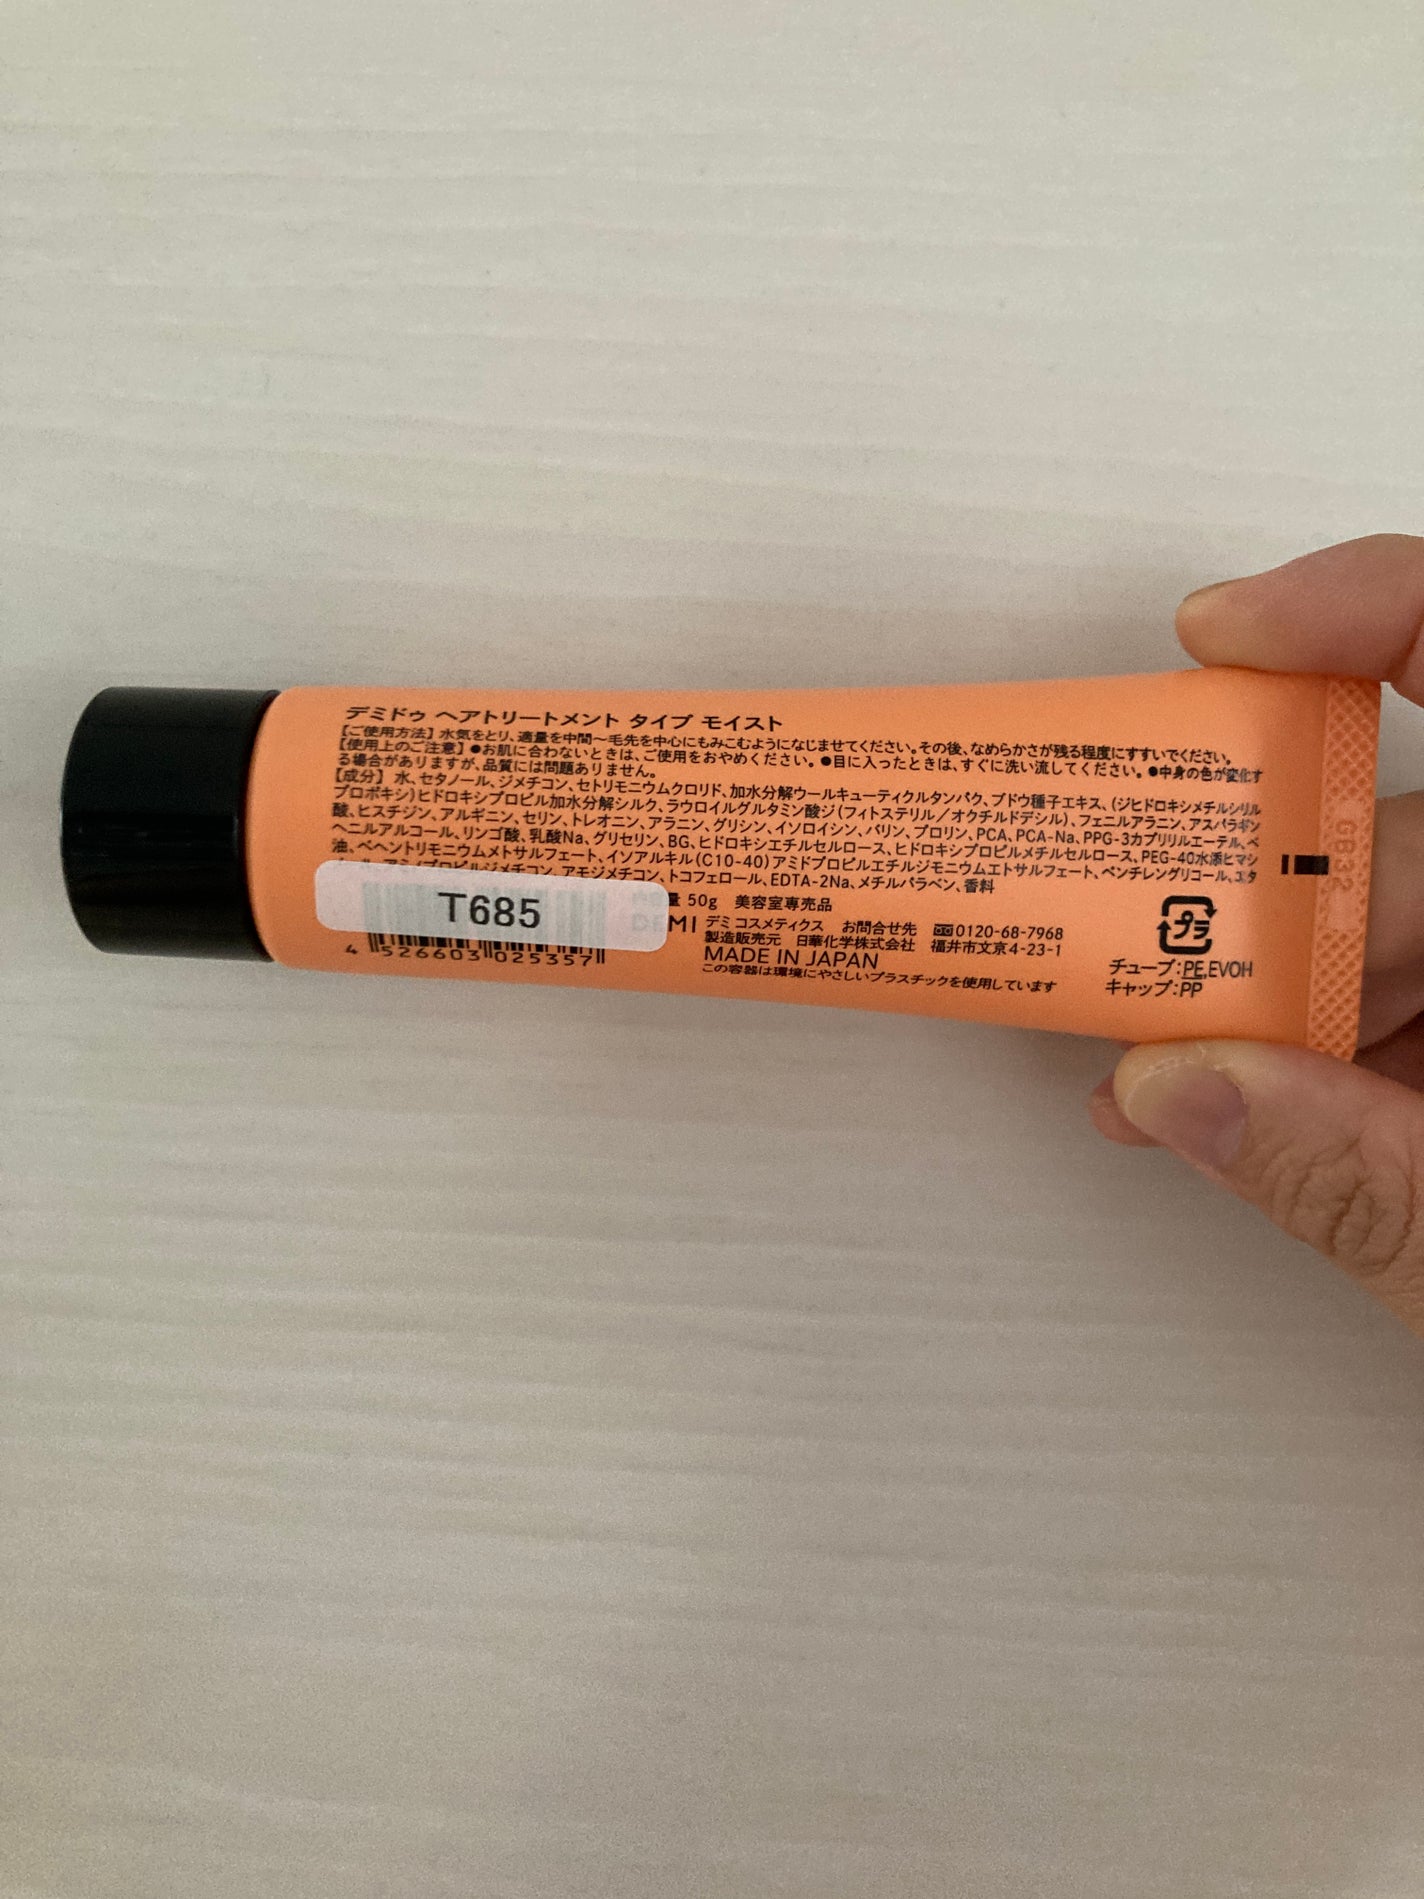 デミドゥ ヘアトリートメント タイプ モイスト
【ご使用方法】水気をとり、適量を中間〜毛先を中心にもみこむようになじませてください。その後、なめらかさが残る程度にすすいでください。
【使用上のご注意】●お肌に合わないときは、ご使用をおやめください。●目に入ったときは、すぐに洗い流してください。●中身の色が変化す
る場合がありますが、品質には問題ありません。
【成分】水、セタノール、ジメチコン、セトリモニウムクロリド、加水分解ウールキューティクルタンパク、ブドウ種子エキス、(ジヒドロキシメチルシリル
プロポキシ)ヒドロキシプロピル加水分解シルク、ラウロイルグルタミン酸ジ(フィトステリル/オクチルドデシル)、フェニルアラニン、アスパラギン
酸、ヒスチジン、アルギニン、セリン、トレオニン、アラニン、グリシン、イソロイシン、バリン、プロリン、PCA、PCA-Na、PPG-3カプリリルエーテル、ベ
ヘニルアルコール、リンゴ酸、乳酸Na、グリセリン、BG、ヒドロキシエチルセルロース、ヒドロキシプロピルメチルセルロース、PEG-40水添ヒマシ
油、ベヘントリモニウムメトサルフェート、イソアルキル(C10-40)アミドプロピルエチルジモニウムエトサルフェート、ペンチレングリコール、エタ
アミノプロピルジメチコン、アモジメチコン、トコフェロール、EDTA-2Na、メチルパラベン、香料
T685
量 50g 美容室専売品
DEMI デミ コスメティクス お問合せ先 0120-68-7968
製造販売元 日華化学株式会社 福井市文京4-23-1
MADE IN JAPAN
この容器は環境にやさしいプラスチックを使用しています
4 526603 025357
プラ
チューブ:PE,EVOH
キャップ:PP
GB32